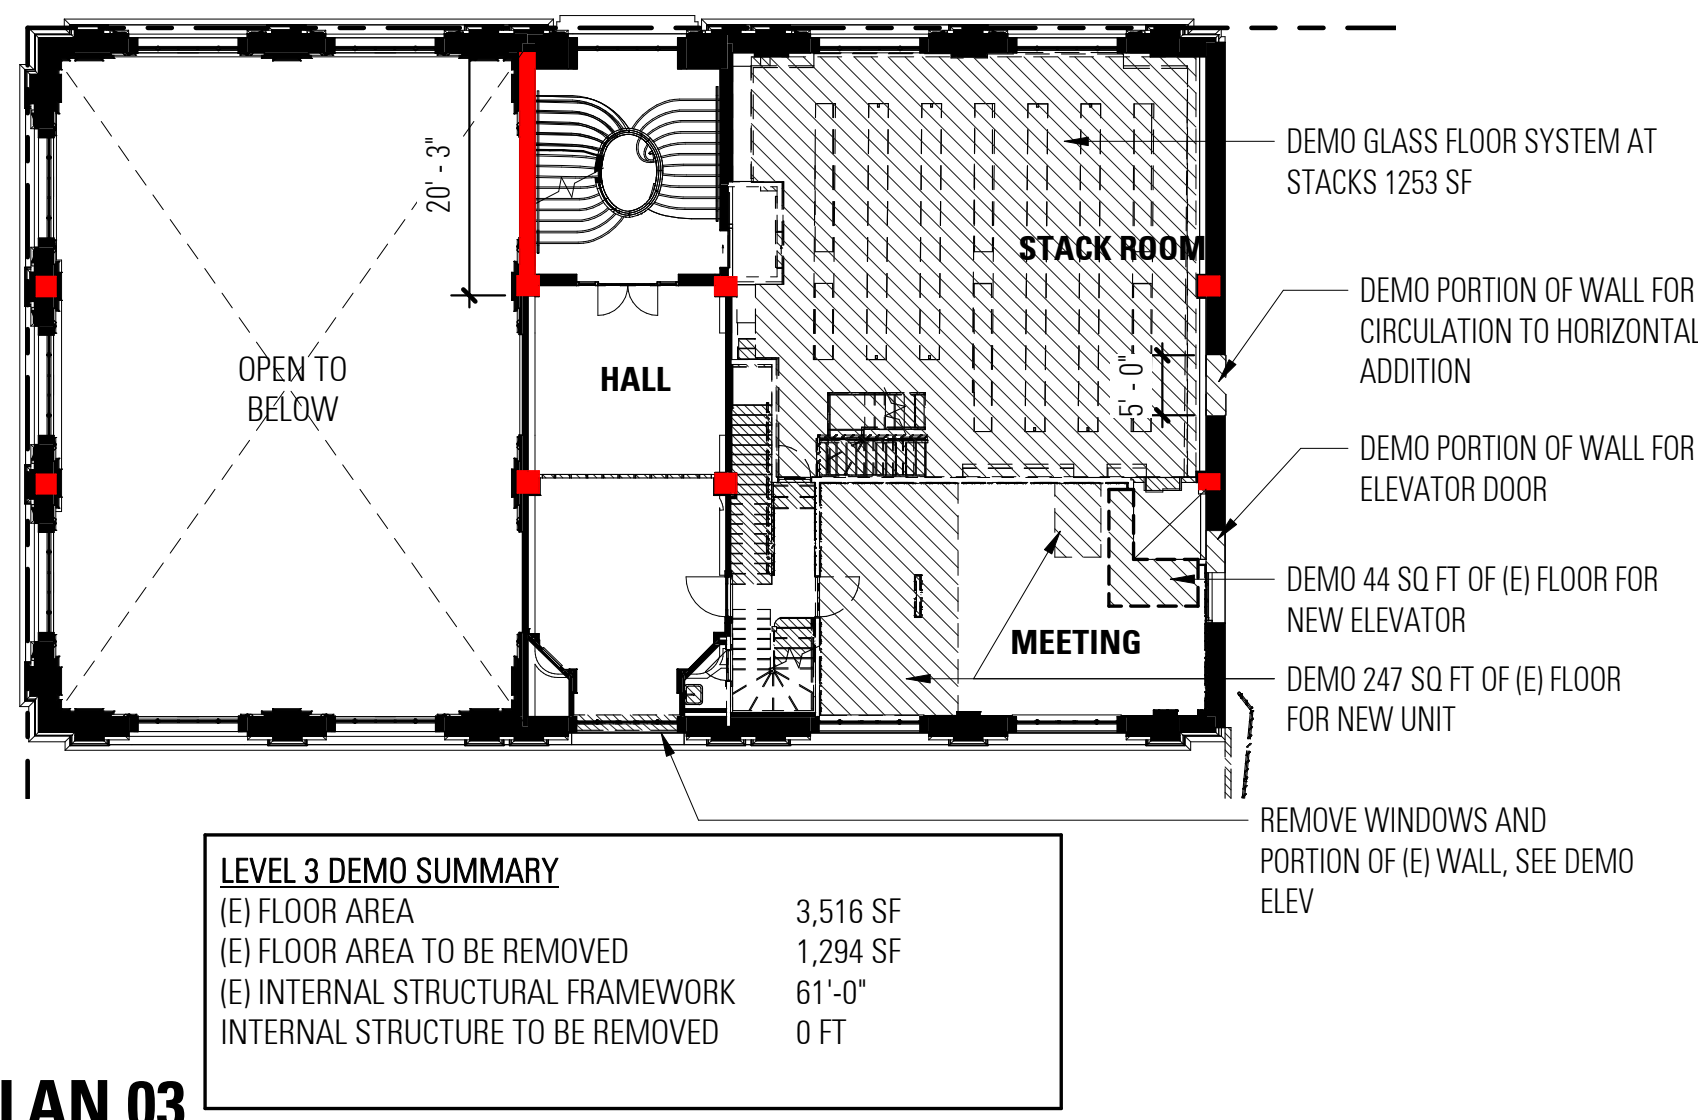 20' - 3"
OPEN TO
BELOW
HALL
STACK ROOM
5' - 0"
MEETING
DEMO GLASS FLOOR SYSTEM AT
STACKS 1253 SF
DEMO PORTION OF WALL FOR
CIRCULATION TO HORIZONTAL
ADDITION
DEMO PORTION OF WALL FOR
ELEVATOR DOOR
DEMO 44 SQ FT OF (E) FLOOR FOR
NEW ELEVATOR
DEMO 247 SQ FT OF (E) FLOOR
FOR NEW UNIT
REMOVE WINDOWS AND
PORTION OF (E) WALL, SEE DEMO
ELEV
LEVEL 3 DEMO SUMMARY
(E) FLOOR AREA 3,516 SF
(E) FLOOR AREA TO BE REMOVED 1,294 SF
(E) INTERNAL STRUCTURAL FRAMEWORK 61'-0"
INTERNAL STRUCTURE TO BE REMOVED 0 FT
LAN 03